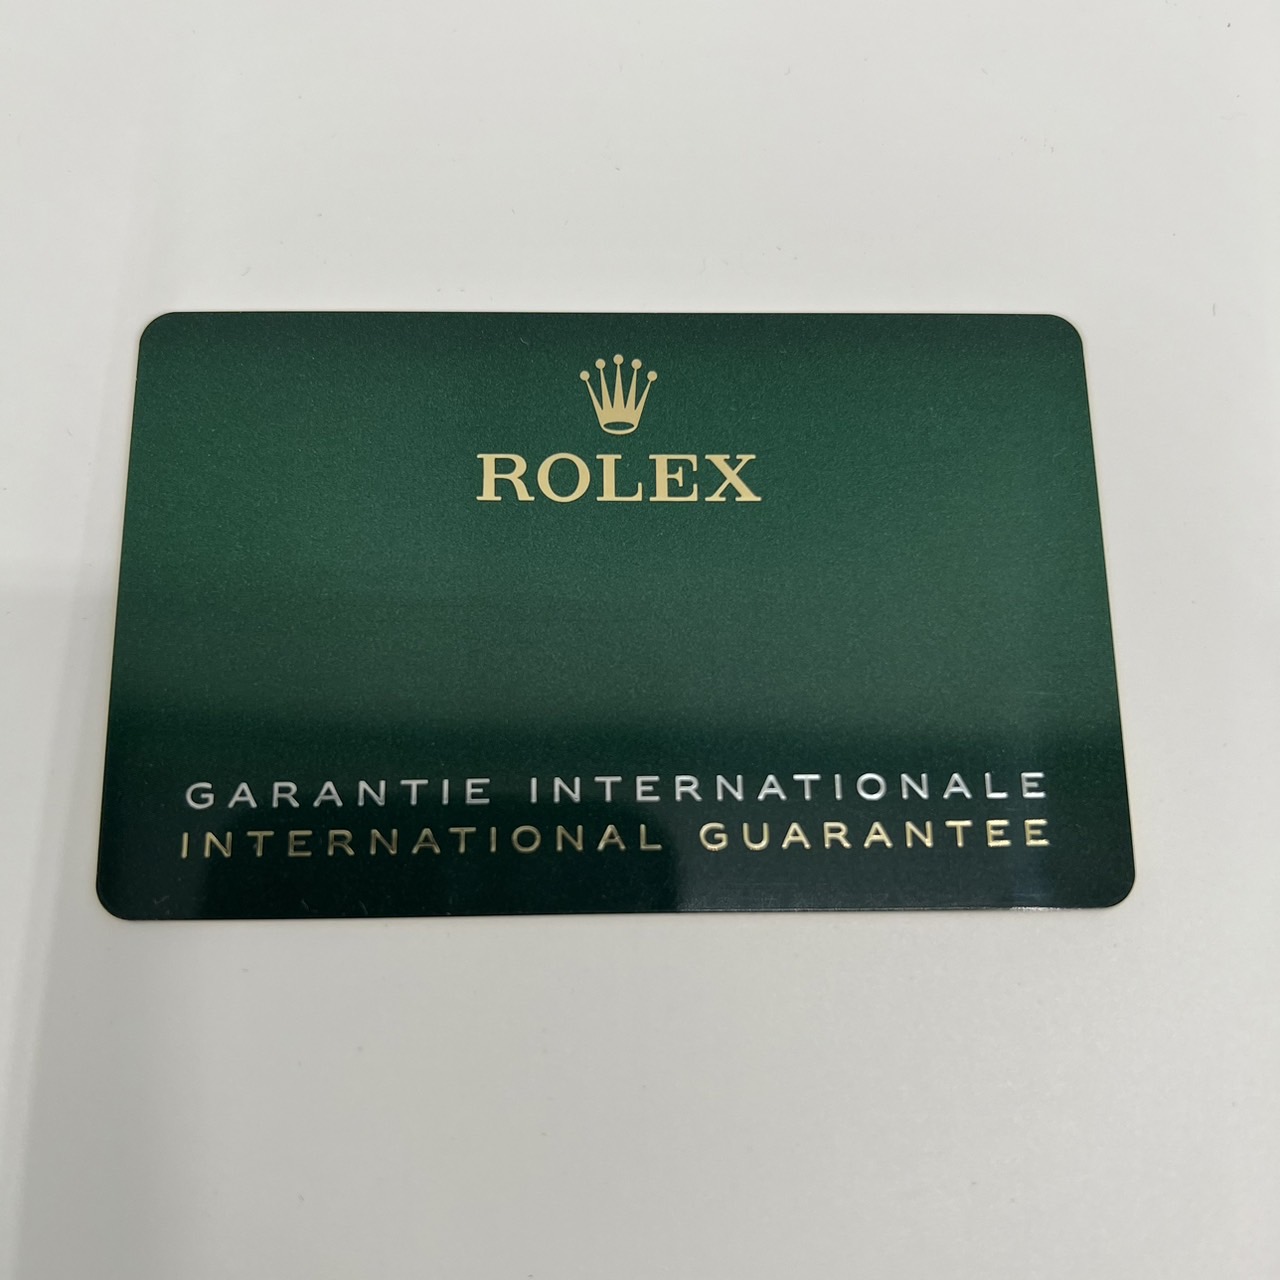 ROLEX
GARANTIE INTERNATIONALE
INTERNATIONAL GUARANTEE